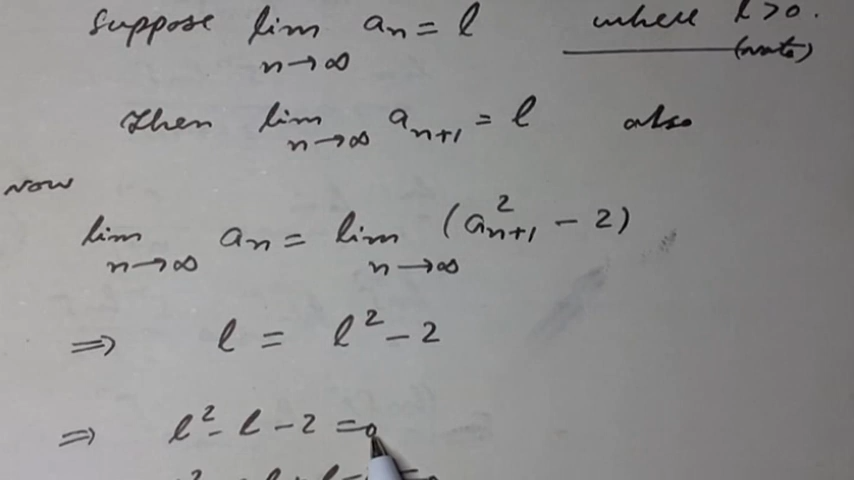 Suppose lim n→∞ an = l where l > 0.
(note)
Then lim n→∞ an+1 = l also
Now
lim n→∞ an = lim n→∞ (a²n+1 − 2)
⇒ l = l² − 2
⇒ l² − l − 2 = 0